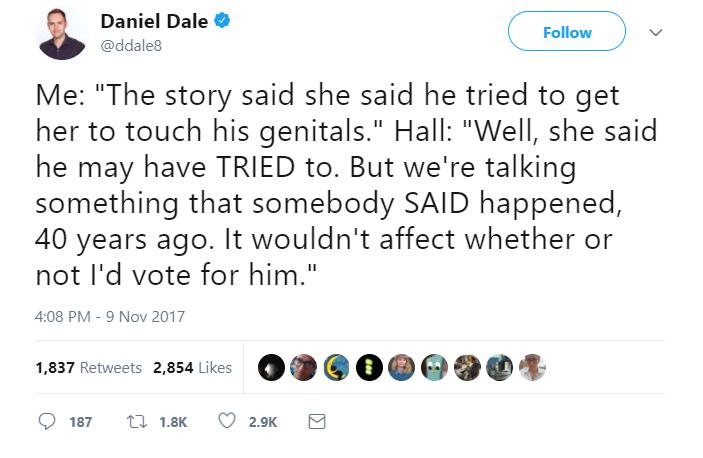 Daniel Dale
@ddale8
Follow
Me: "The story said she said he tried to get
her to touch his genitals." Hall: "Well, she said
he may have TRIED to. But we're talking
something that somebody SAID happened,
40 years ago. It wouldn't affect whether or
not I'd vote for him."
4:08 PM - 9 Nov 2017
1,837 Retweets 2,854 Likes
187 1.8K 2.9K